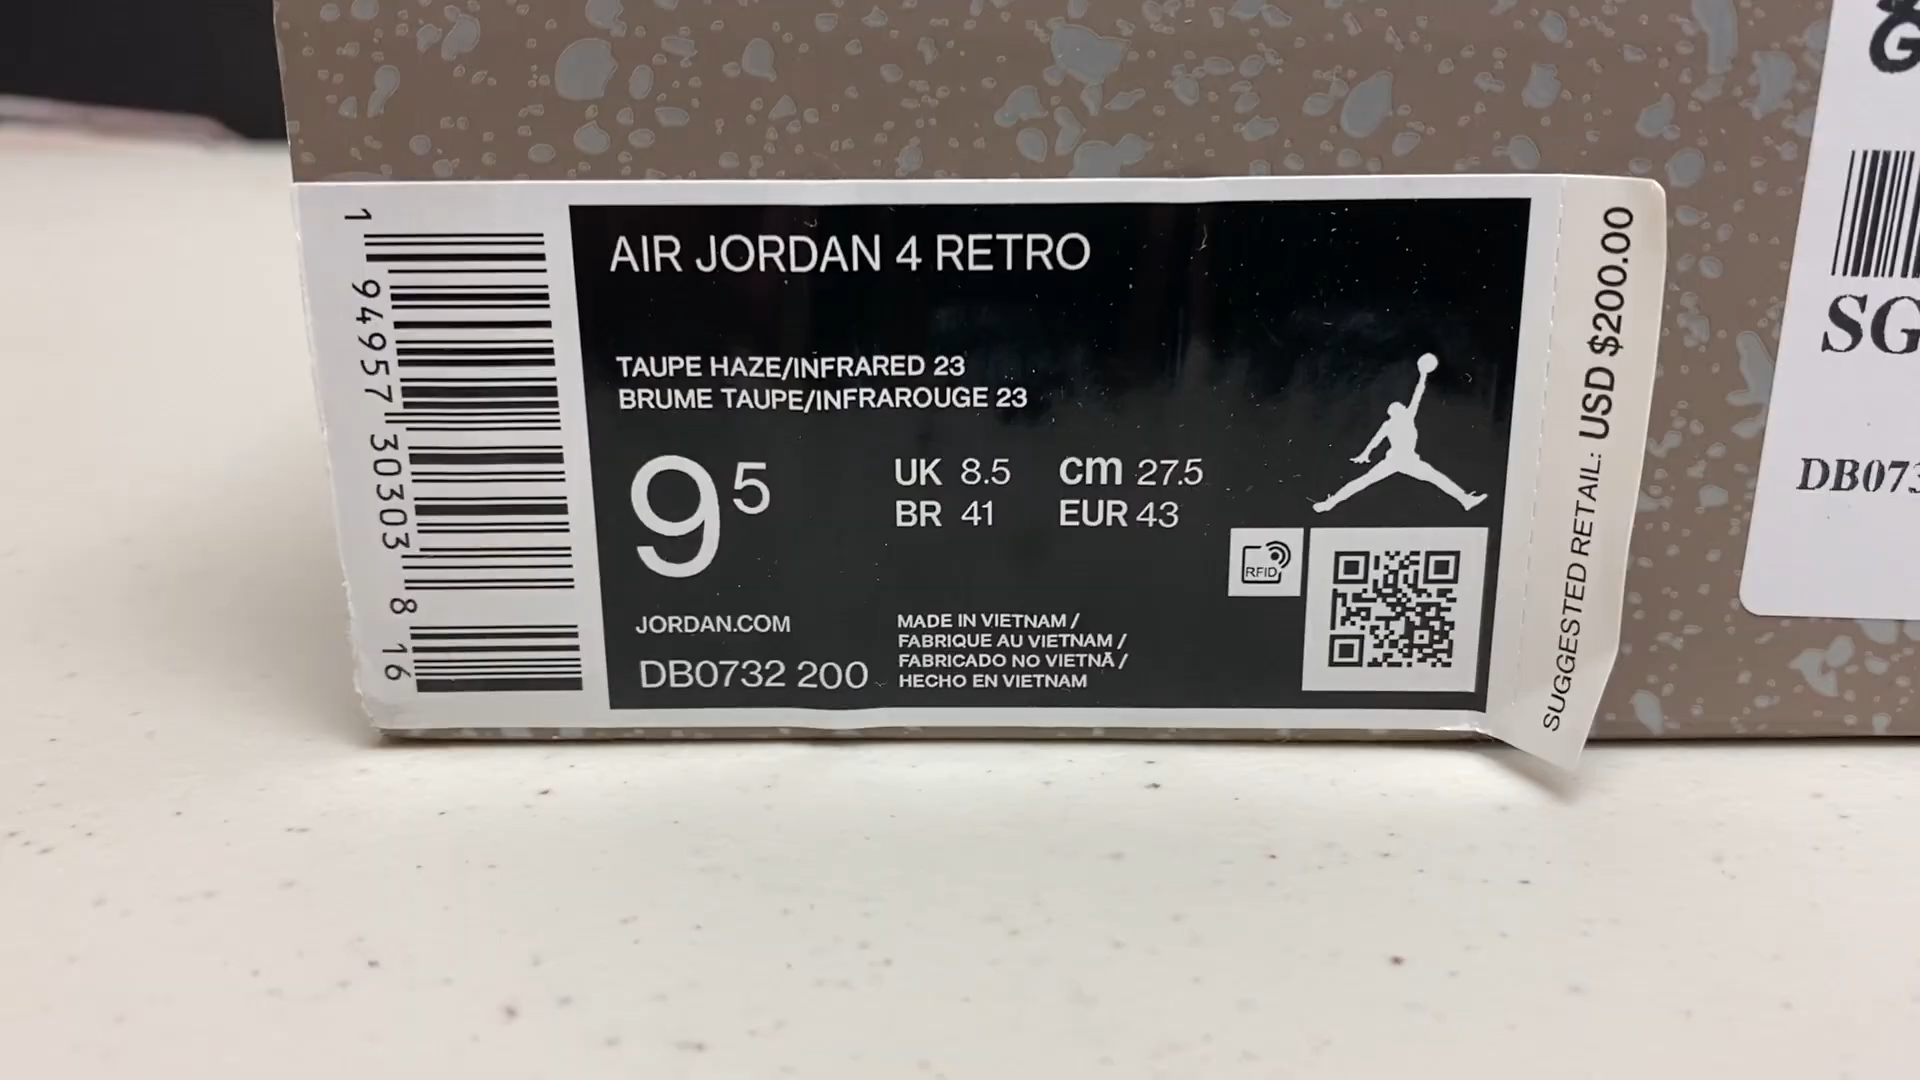 AIR JORDAN 4 RETRO
TAUPE HAZE/INFRARED 23
BRUME TAUPE/INFRAROUGE 23
9 5
UK 8.5 cm 27.5
BR 41 EUR 43
RFID
JORDAN.COM
DB0732 200
MADE IN VIETNAM /
FABRIQUE AU VIETNAM /
FABRICADO NO VIETNÃ /
HECHO EN VIETNAM
1 94957 30303 8 16
SUGGESTED RETAIL: USD $200.00
G
SG
DB073